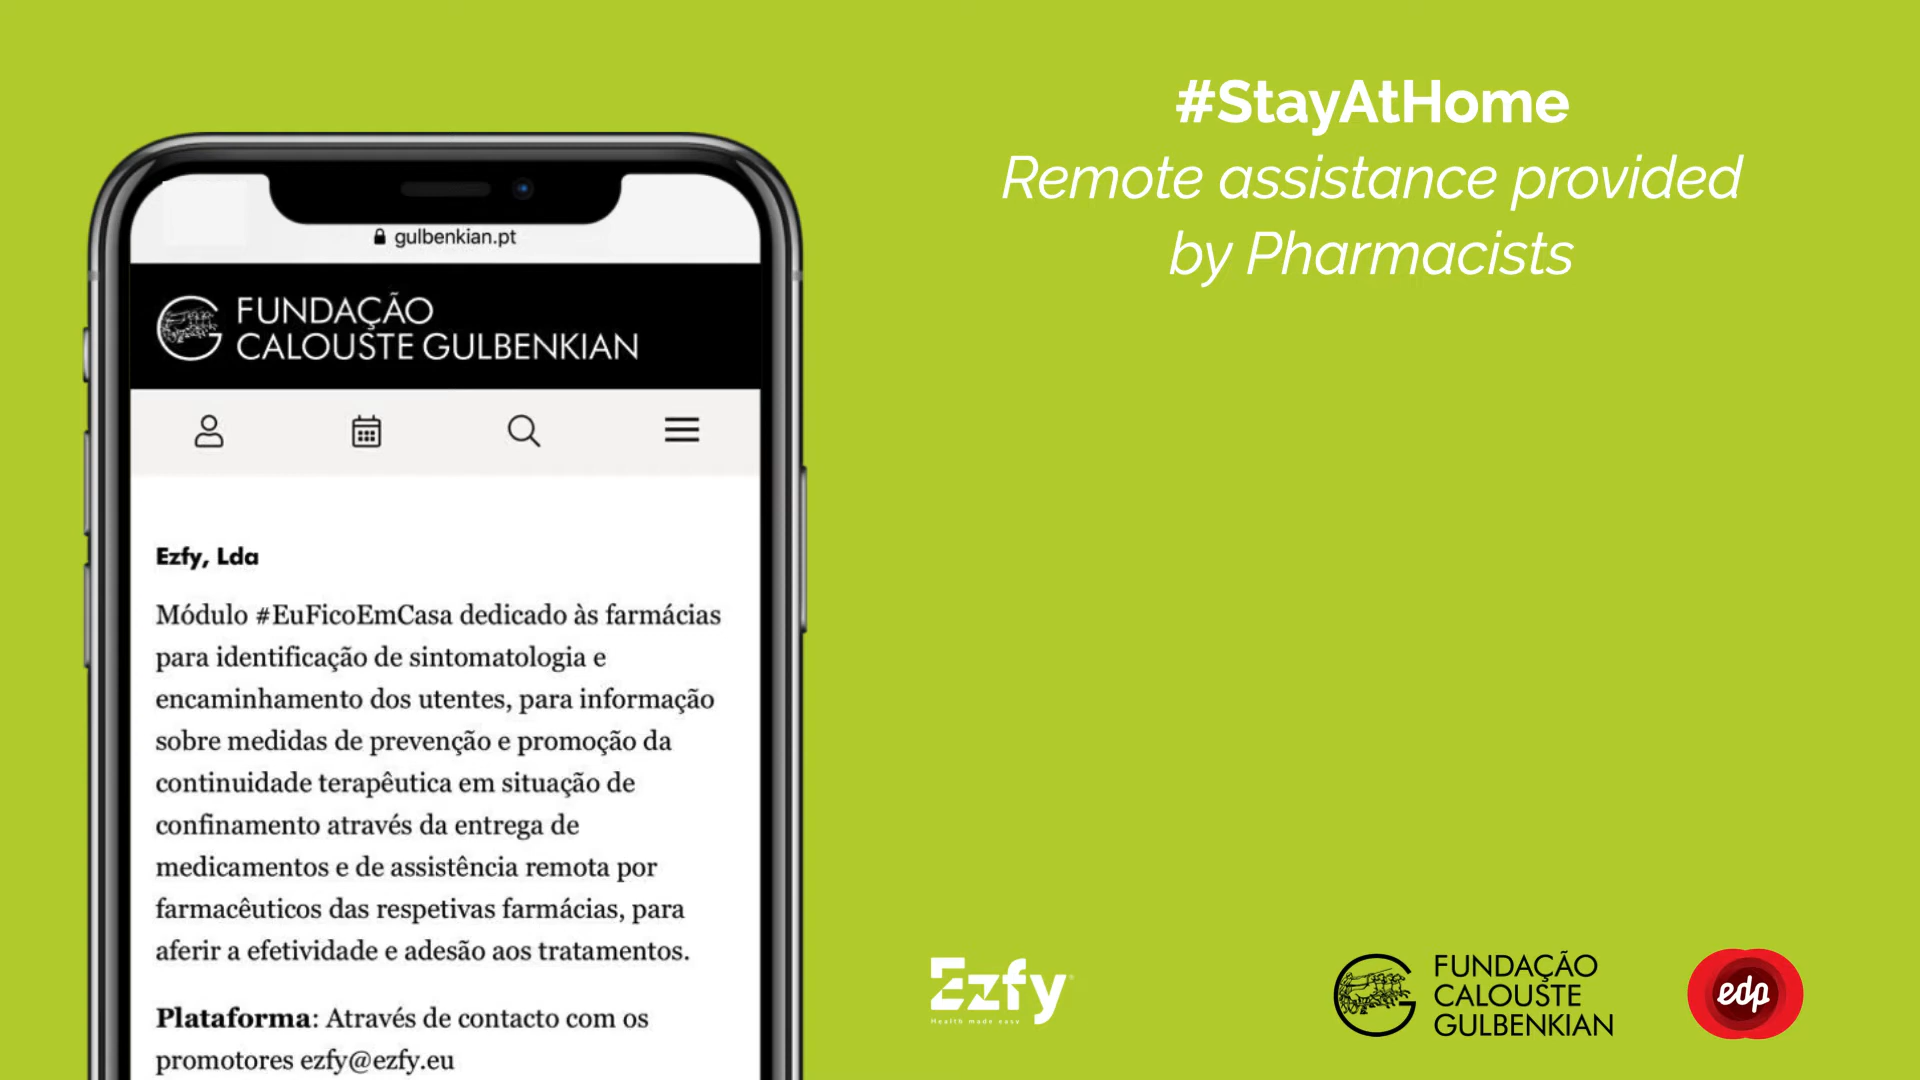 #StayAtHome
Remote assistance provided
by Pharmacists
gulbenkian.pt
FUNDAÇÃO
CALOUSTE GULBENKIAN
Ezfy, Lda
Módulo #EuFicoEmCasa dedicado às farmácias
para identificação de sintomatologia e
encaminhamento dos utentes, para informação
sobre medidas de prevenção e promoção da
continuidade terapêutica em situação de
confinamento através da entrega de
medicamentos e de assistência remota por
farmacêuticos das respetivas farmácias, para
aferir a efetividade e adesão aos tratamentos.
Plataforma: Através de contacto com os
promotores ezfy@ezfy.eu
Ezfy
Health made easy
FUNDAÇÃO
CALOUSTE
GULBENKIAN
edp